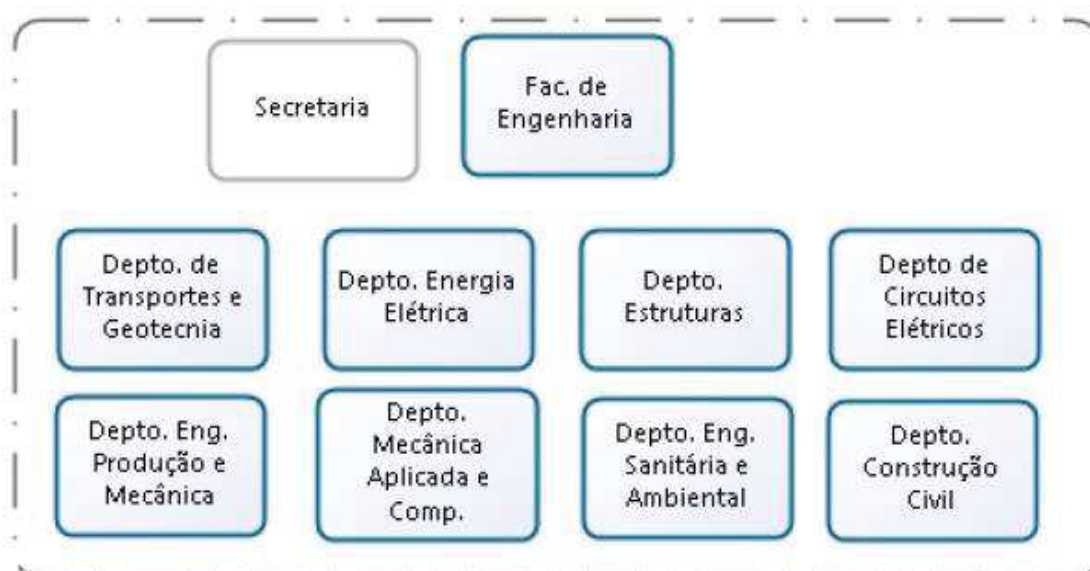 Secretaria
Fac. de
Engenharia
Depto. de
Transportes e
Geotecnia
Depto. Energia
Elétrica
Depto.
Estruturas
Depto de
Circuitos
Elétricos
Depto. Eng.
Produção e
Mecânica
Depto.
Mecânica
Aplicada e
Comp.
Depto. Eng.
Sanitária e
Ambiental
Depto.
Construção
Civil